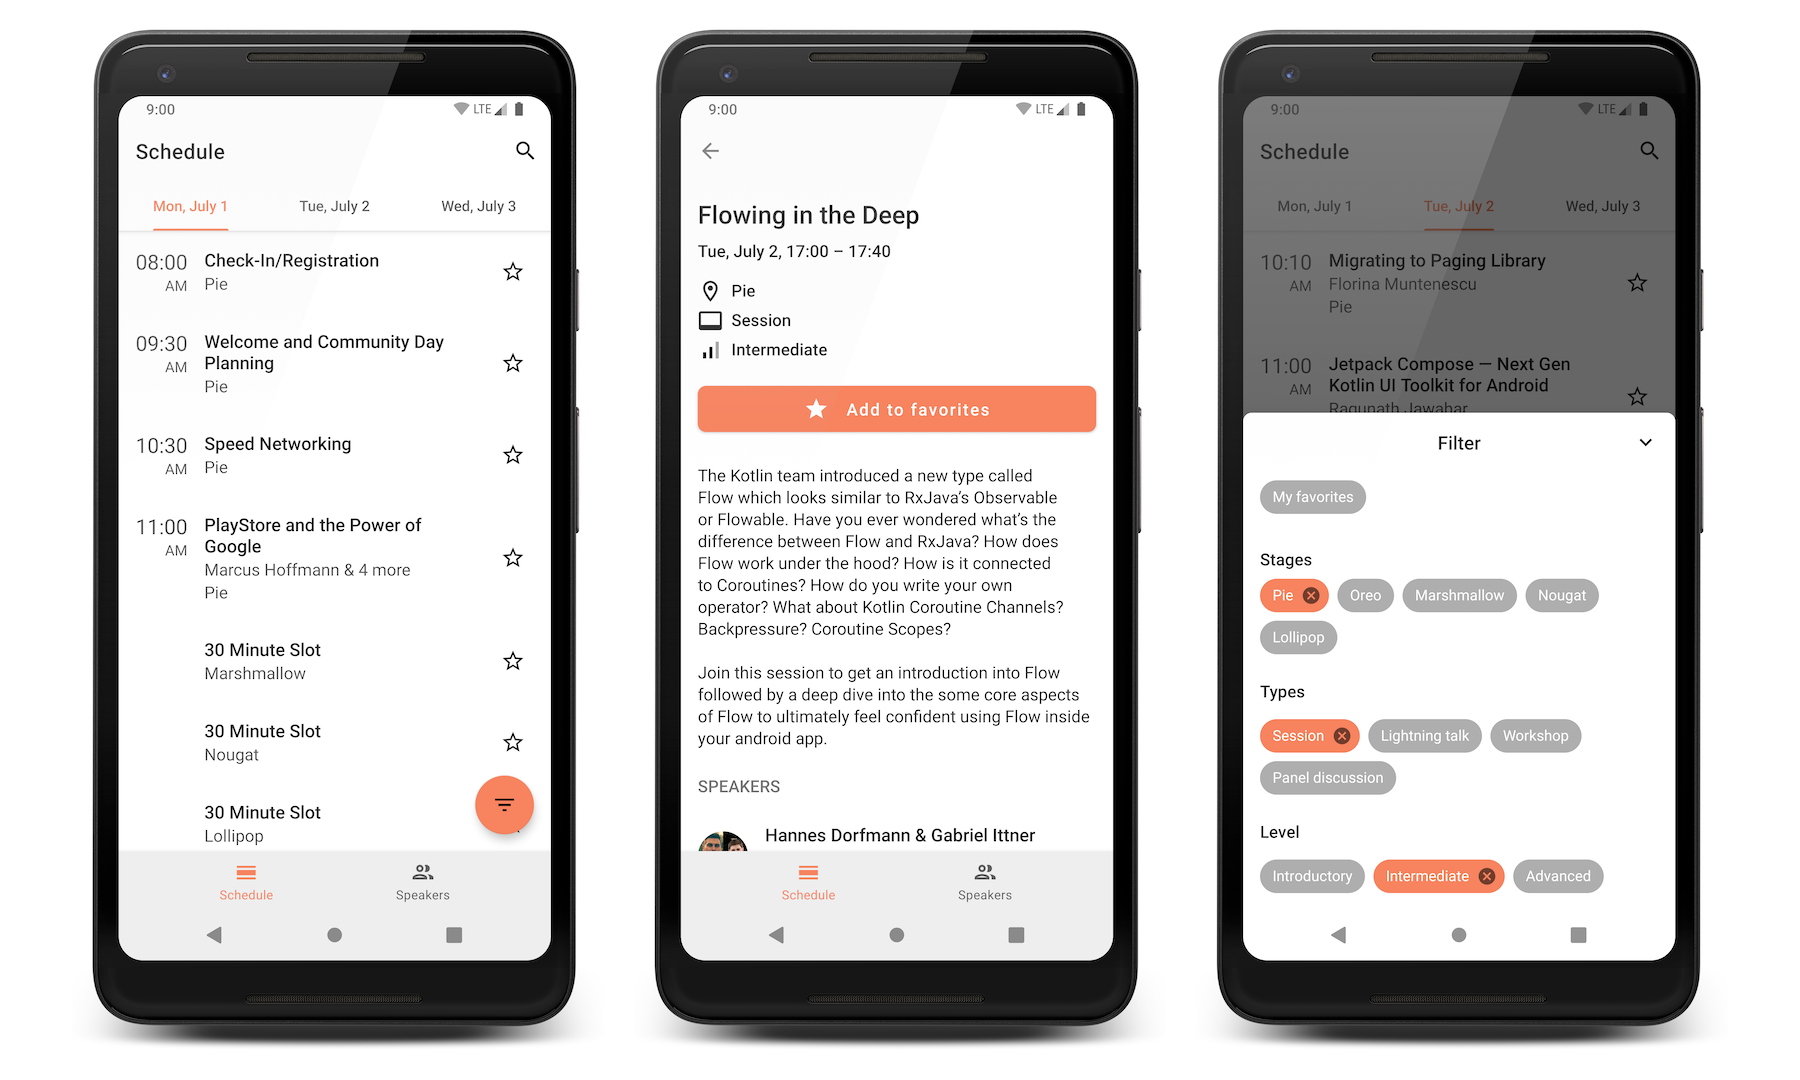 9:00
LTE
Schedule
Mon, July 1
Tue, July 2
Wed, July 3
08:00
AM
Check-In/Registration
Pie
09:30
AM
Welcome and Community Day
Planning
Pie
10:30
AM
Speed Networking
Pie
11:00
AM
PlayStore and the Power of
Google
Marcus Hoffmann & 4 more
Pie
30 Minute Slot
Marshmallow
30 Minute Slot
Nougat
30 Minute Slot
Lollipop
Schedule
Speakers
9:00
LTE
Flowing in the Deep
Tue, July 2, 17:00 – 17:40
Pie
Session
Intermediate
Add to favorites
The Kotlin team introduced a new type called
Flow which looks similar to RxJava’s Observable
or Flowable. Have you ever wondered what’s the
difference between Flow and RxJava? How does
Flow work under the hood? How is it connected
to Coroutines? How do you write your own
operator? What about Kotlin Coroutine Channels?
Backpressure? Coroutine Scopes?
Join this session to get an introduction into Flow
followed by a deep dive into the some core aspects
of Flow to ultimately feel confident using Flow inside
your android app.
SPEAKERS
Hannes Dorfmann & Gabriel Ittner
Schedule
Speakers
9:00
LTE
Schedule
Mon, July 1
Tue, July 2
Wed, July 3
10:10
AM
Migrating to Paging Library
Florina Muntenescu
Pie
11:00
AM
Jetpack Compose — Next Gen
Kotlin UI Toolkit for Android
Ragunath Jawahar
Filter
My favorites
Stages
Pie
Oreo
Marshmallow
Nougat
Lollipop
Types
Session
Lightning talk
Workshop
Panel discussion
Level
Introductory
Intermediate
Advanced